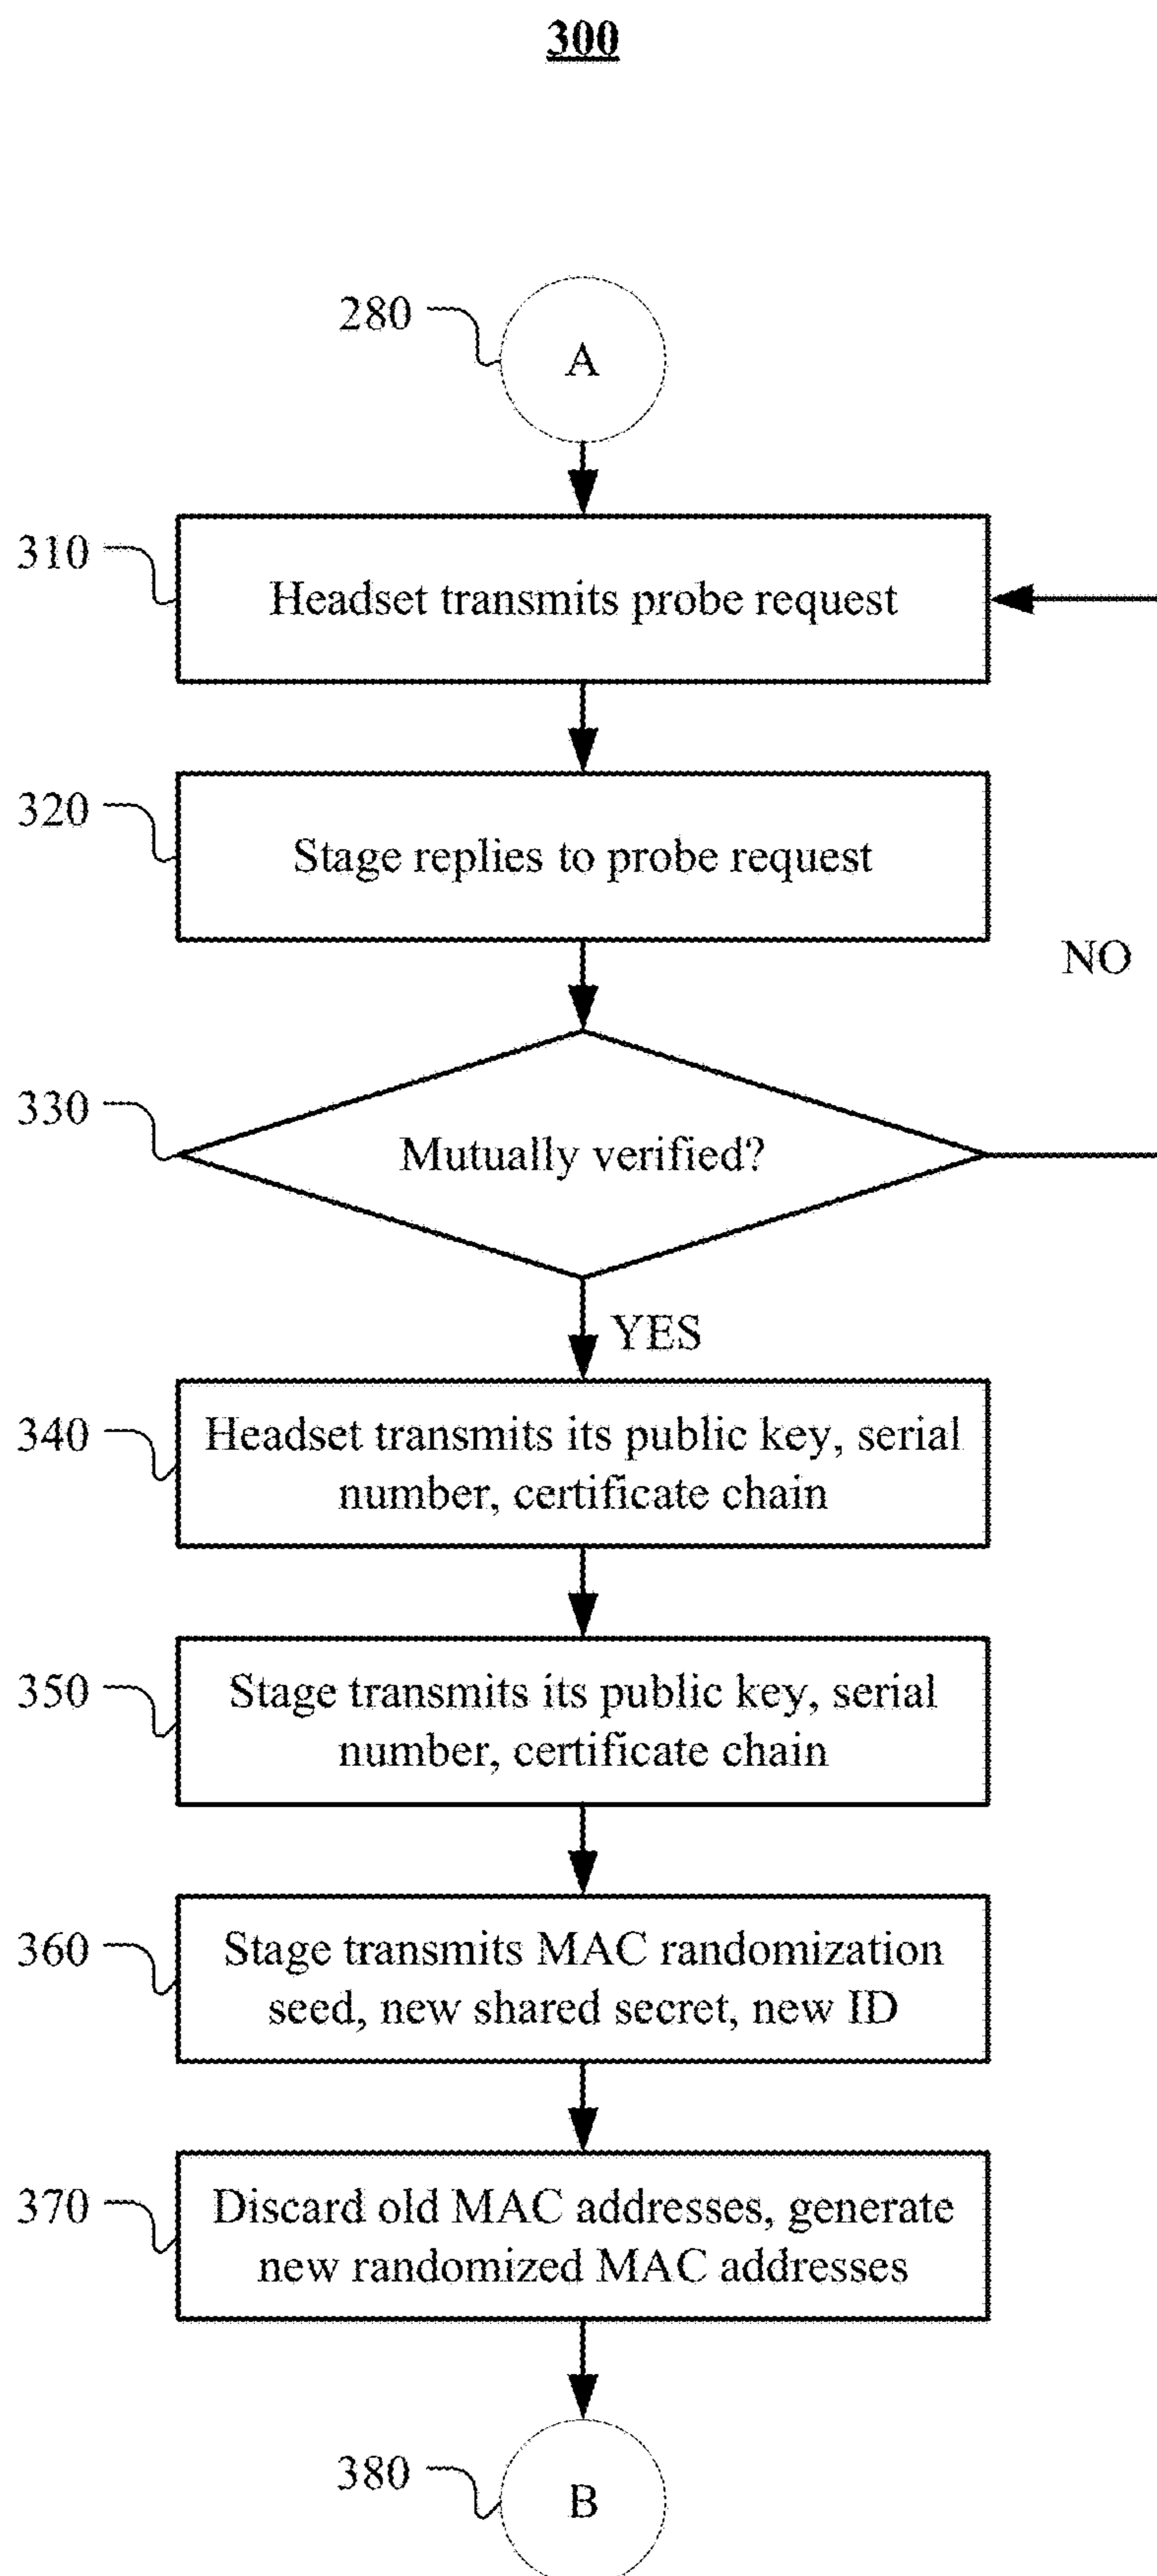 300
280
A
310
Headset transmits probe request
320
Stage replies to probe request
NO
330
Mutually verified?
YES
340
Headset transmits its public key, serial
number, certificate chain
350
Stage transmits its public key, serial
number, certificate chain
360
Stage transmits MAC randomization
seed, new shared secret, new ID
370
Discard old MAC addresses, generate
new randomized MAC addresses
380
B